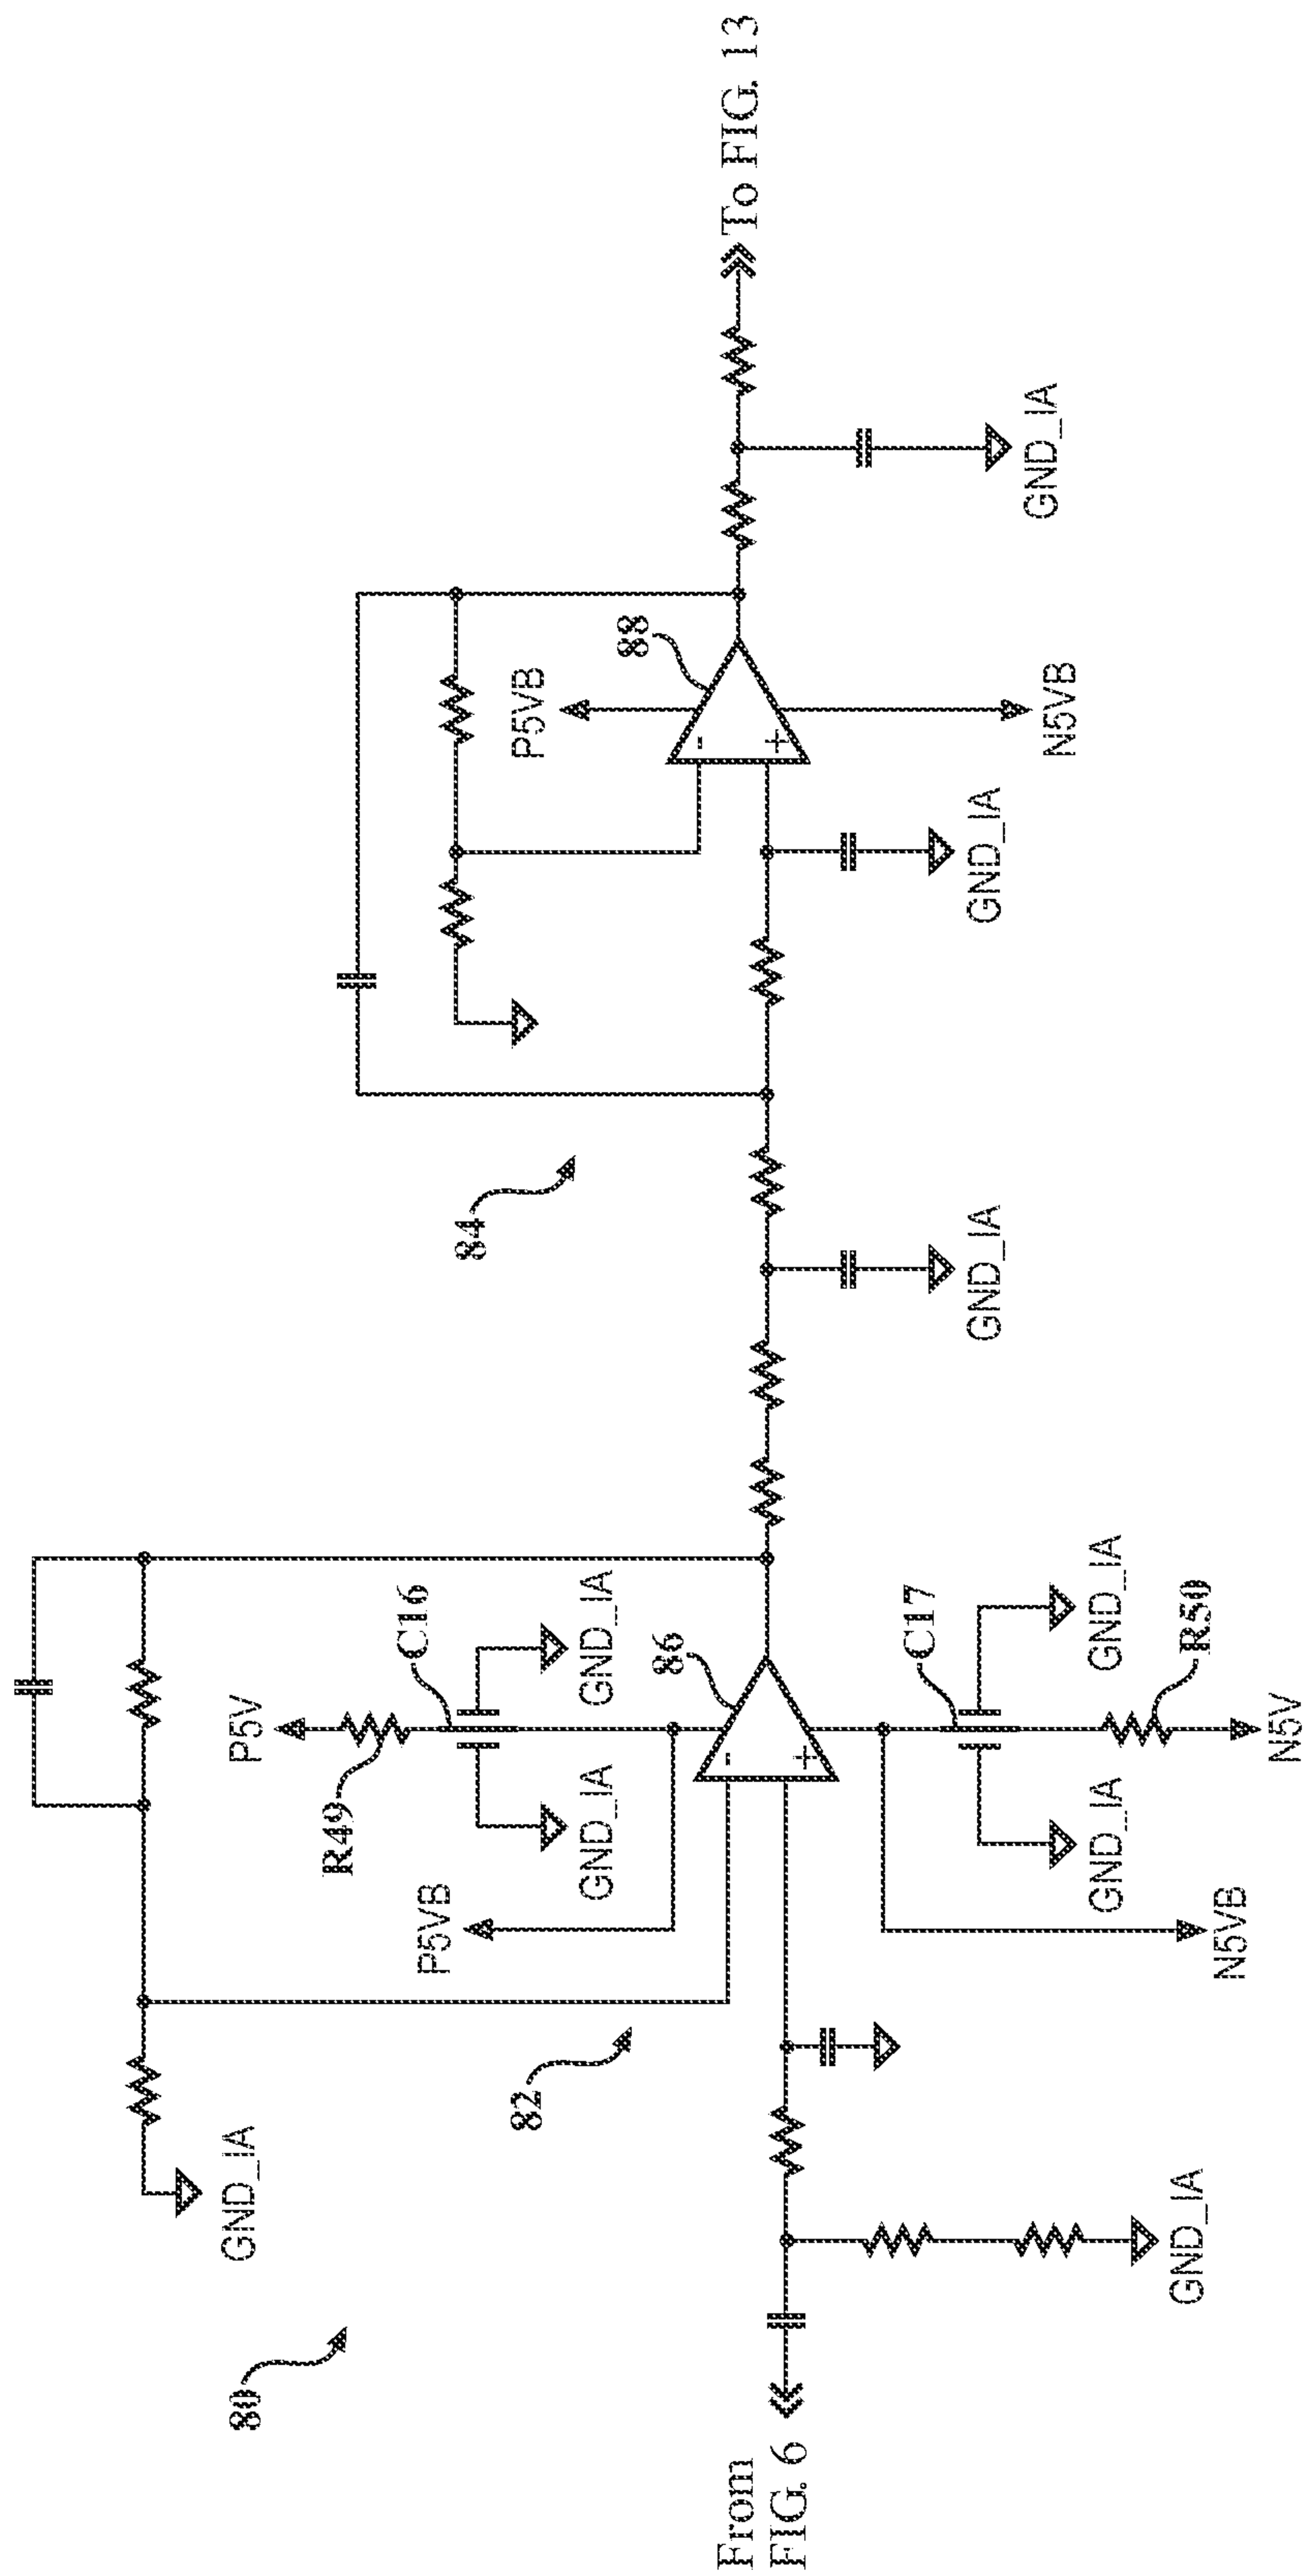 From
FIG. 6
80
GND_IA
82
GND_IA
P5VB
N5VB
R49
P5V
C16
GND_IA
GND_IA
86
C17
GND_IA
GND_IA
R50
N5V
84
GND_IA
GND_IA
P5VB
88
N5VB
GND_IA
To FIG. 13
-
+
-
+